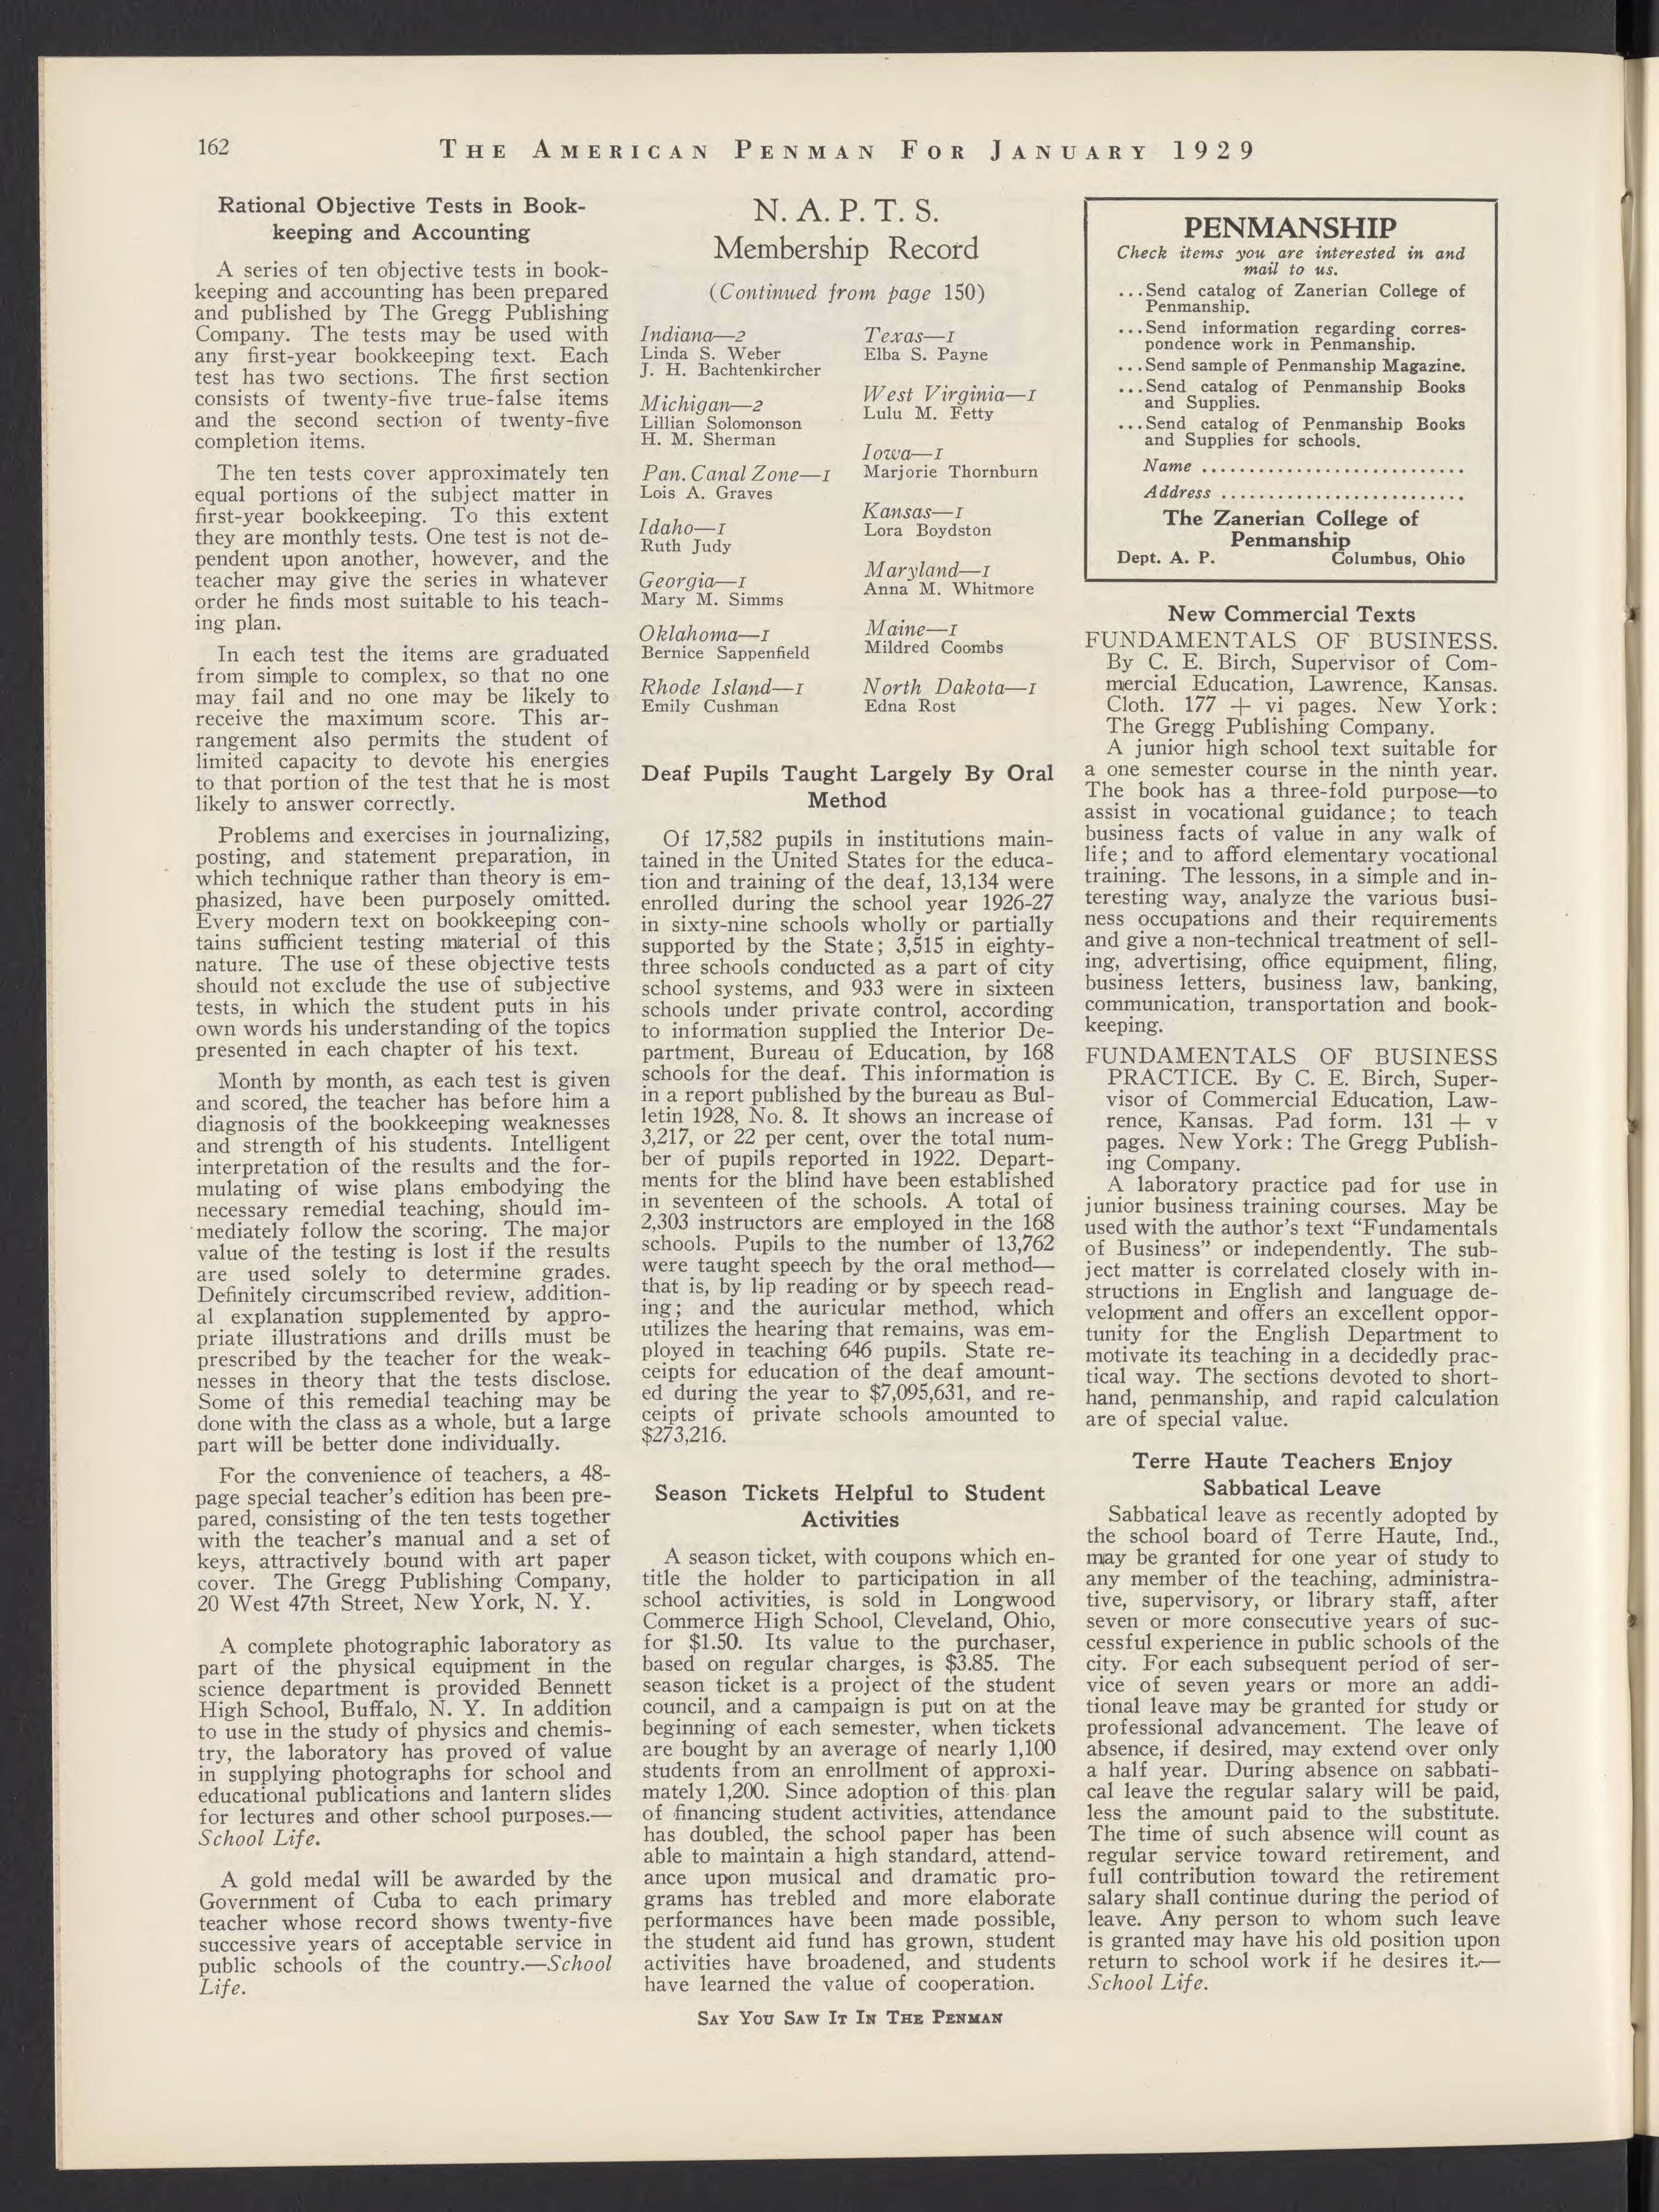 162
THE AMERICAN PENMAN FOR JANUARY 1929
Rational Objective Tests in Book-
keeping and Accounting
A series of ten objective tests in book-
keeping and accounting has been prepared
and published by The Gregg Publishing
Company. The tests may be used with
any first-year bookkeeping text. Each
test has two sections. The first section
consists of twenty-five true-false items
and the second section of twenty-five
completion items.
The ten tests cover approximately ten
equal portions of the subject matter in
first-year bookkeeping. To this extent
they are monthly tests. One test is not de-
pendent upon another, however, and the
teacher may give the series in whatever
order he finds most suitable to his teach-
ing plan.
In each test the items are graduated
from simple to complex, so that no one
may fail and no one may be likely to
receive the maximum score. This ar-
rangement also permits the student of
limited capacity to devote his energies
to that portion of the test that he is most
likely to answer correctly.
Problems and exercises in journalizing,
posting, and statement preparation, in
which technique rather than theory is em-
phasized, have been purposely omitted.
Every modern text on bookkeeping con-
tains sufficient testing material of this
nature. The use of these objective tests
should not exclude the use of subjective
tests, in which the student puts in his
own words his understanding of the topics
presented in each chapter of his text.
Month by month, as each test is given
and scored, the teacher has before him a
diagnosis of the bookkeeping weaknesses
and strength of his students. Intelligent
interpretation of the results and the for-
mulating of wise plans embodying the
necessary remedial teaching, should im-
mediately follow the scoring. The major
value of the testing is lost if the results
are used solely to determine grades.
Definitely circumscribed review, addition-
al explanation supplemented by appro-
priate illustrations and drills must be
prescribed by the teacher for the weak-
nesses in theory that the tests disclose.
Some of this remedial teaching may be
done with the class as a whole, but a large
part will be better done individually.
For the convenience of teachers, a 48-
page special teacher's edition has been pre-
pared, consisting of the ten tests together
with the teacher's manual and a set of
keys, attractively bound with art paper
cover. The Gregg Publishing Company,
20 West 47th Street, New York, N. Y.
A complete photographic laboratory as
part of the physical equipment in the
science department is provided Bennett
High School, Buffalo, N. Y. In addition
to use in the study of physics and chemis-
try, the laboratory has proved of value
in supplying photographs for school and
educational publications and lantern slides
for lectures and other school purposes.—
School Life.
A gold medal will be awarded by the
Government of Cuba to each primary
teacher whose record shows twenty-five
successive years of acceptable service in
public schools of the country.—School
Life.
N. A. P. T. S.
Membership Record
(Continued from page 150)
Indiana—2
Linda S. Weber
J. H. Bachtenkircher
Michigan—2
Lillian Solomonson
H. M. Sherman
Pan. Canal Zone—1
Lois A. Graves
Idaho—1
Ruth Judy
Georgia—1
Mary M. Simms
Oklahoma—1
Bernice Sappenfield
Rhode Island—1
Emily Cushman
Texas—1
Elba S. Payne
West Virginia—1
Lulu M. Fetty
Iowa—1
Marjorie Thornburn
Kansas—1
Lora Boydston
Maryland—1
Anna M. Whitmore
Maine—1
Mildred Coombs
North Dakota—1
Edna Rost
Deaf Pupils Taught Largely By Oral
Method
Of 17,582 pupils in institutions main-
tained in the United States for the educa-
tion and training of the deaf, 13,134 were
enrolled during the school year 1926-27
in sixty-nine schools wholly or partially
supported by the State; 3,515 in eighty-
three schools conducted as a part of city
school systems, and 933 were in sixteen
schools under private control, according
to information supplied the Interior De-
partment, Bureau of Education, by 168
schools for the deaf. This information is
in a report published by the bureau as Bul-
letin 1928, No. 8. It shows an increase of
3,217, or 22 per cent, over the total num-
ber of pupils reported in 1922. Depart-
ments for the blind have been established
in seventeen of the schools. A total of
2,303 instructors are employed in the 168
schools. Pupils to the number of 13,762
were taught speech by the oral method—
that is, by lip reading or by speech read-
ing; and the auricular method, which
utilizes the hearing that remains, was em-
ployed in teaching 646 pupils. State re-
ceipts for education of the deaf amount-
ed during the year to $7,095,631, and re-
ceipts of private schools amounted to
$273,216.
Season Tickets Helpful to Student
Activities
A season ticket, with coupons which en-
title the holder to participation in all
school activities, is sold in Longwood
Commerce High School, Cleveland, Ohio,
for $1.50. Its value to the purchaser,
based on regular charges, is $3.85. The
season ticket is a project of the student
council, and a campaign is put on at the
beginning of each semester, when tickets
are bought by an average of nearly 1,100
students from an enrollment of approxi-
mately 1,200. Since adoption of this plan
of financing student activities, attendance
has doubled, the school paper has been
able to maintain a high standard, attend-
ance upon musical and dramatic pro-
grams has trebled and more elaborate
performances have been made possible,
the student aid fund has grown, student
activities have broadened, and students
have learned the value of cooperation.
PENMANSHIP
Check items you are interested in and
mail to us.
...Send catalog of Zanerian College of
Penmanship.
...Send information regarding corres-
pondence work in Penmanship.
...Send sample of Penmanship Magazine.
...Send catalog of Penmanship Books
and Supplies.
...Send catalog of Penmanship Books
and Supplies for schools.
Name ............................
Address ..........................
The Zanerian College of
Penmanship
Dept. A. P. Columbus, Ohio
New Commercial Texts
FUNDAMENTALS OF BUSINESS.
By C. E. Birch, Supervisor of Com-
mercial Education, Lawrence, Kansas.
Cloth. 177 + vi pages. New York:
The Gregg Publishing Company.
A junior high school text suitable for
a one semester course in the ninth year.
The book has a three-fold purpose—to
assist in vocational guidance; to teach
business facts of value in any walk of
life; and to afford elementary vocational
training. The lessons, in a simple and in-
teresting way, analyze the various busi-
ness occupations and their requirements
and give a non-technical treatment of sell-
ing, advertising, office equipment, filing,
business letters, business law, banking,
communication, transportation and book-
keeping.
FUNDAMENTALS OF BUSINESS
PRACTICE. By C. E. Birch, Super-
visor of Commercial Education, Law-
rence, Kansas. Pad form. 131 + v
pages. New York: The Gregg Publish-
ing Company.
A laboratory practice pad for use in
junior business training courses. May be
used with the author's text "Fundamentals
of Business" or independently. The sub-
ject matter is correlated closely with in-
structions in English and language de-
velopment and offers an excellent oppor-
tunity for the English Department to
motivate its teaching in a decidedly prac-
tical way. The sections devoted to short-
hand, penmanship, and rapid calculation
are of special value.
Terre Haute Teachers Enjoy
Sabbatical Leave
Sabbatical leave as recently adopted by
the school board of Terre Haute, Ind.,
may be granted for one year of study to
any member of the teaching, administra-
tive, supervisory, or library staff, after
seven or more consecutive years of suc-
cessful experience in public schools of the
city. For each subsequent period of ser-
vice of seven years or more an addi-
tional leave may be granted for study or
professional advancement. The leave of
absence, if desired, may extend over only
a half year. During absence on sabbati-
cal leave the regular salary will be paid,
less the amount paid to the substitute.
The time of such absence will count as
regular service toward retirement, and
full contribution toward the retirement
salary shall continue during the period of
leave. Any person to whom such leave
is granted may have his old position upon
return to school work if he desires it.—
School Life.
SAY YOU SAW IT IN THE PENMAN